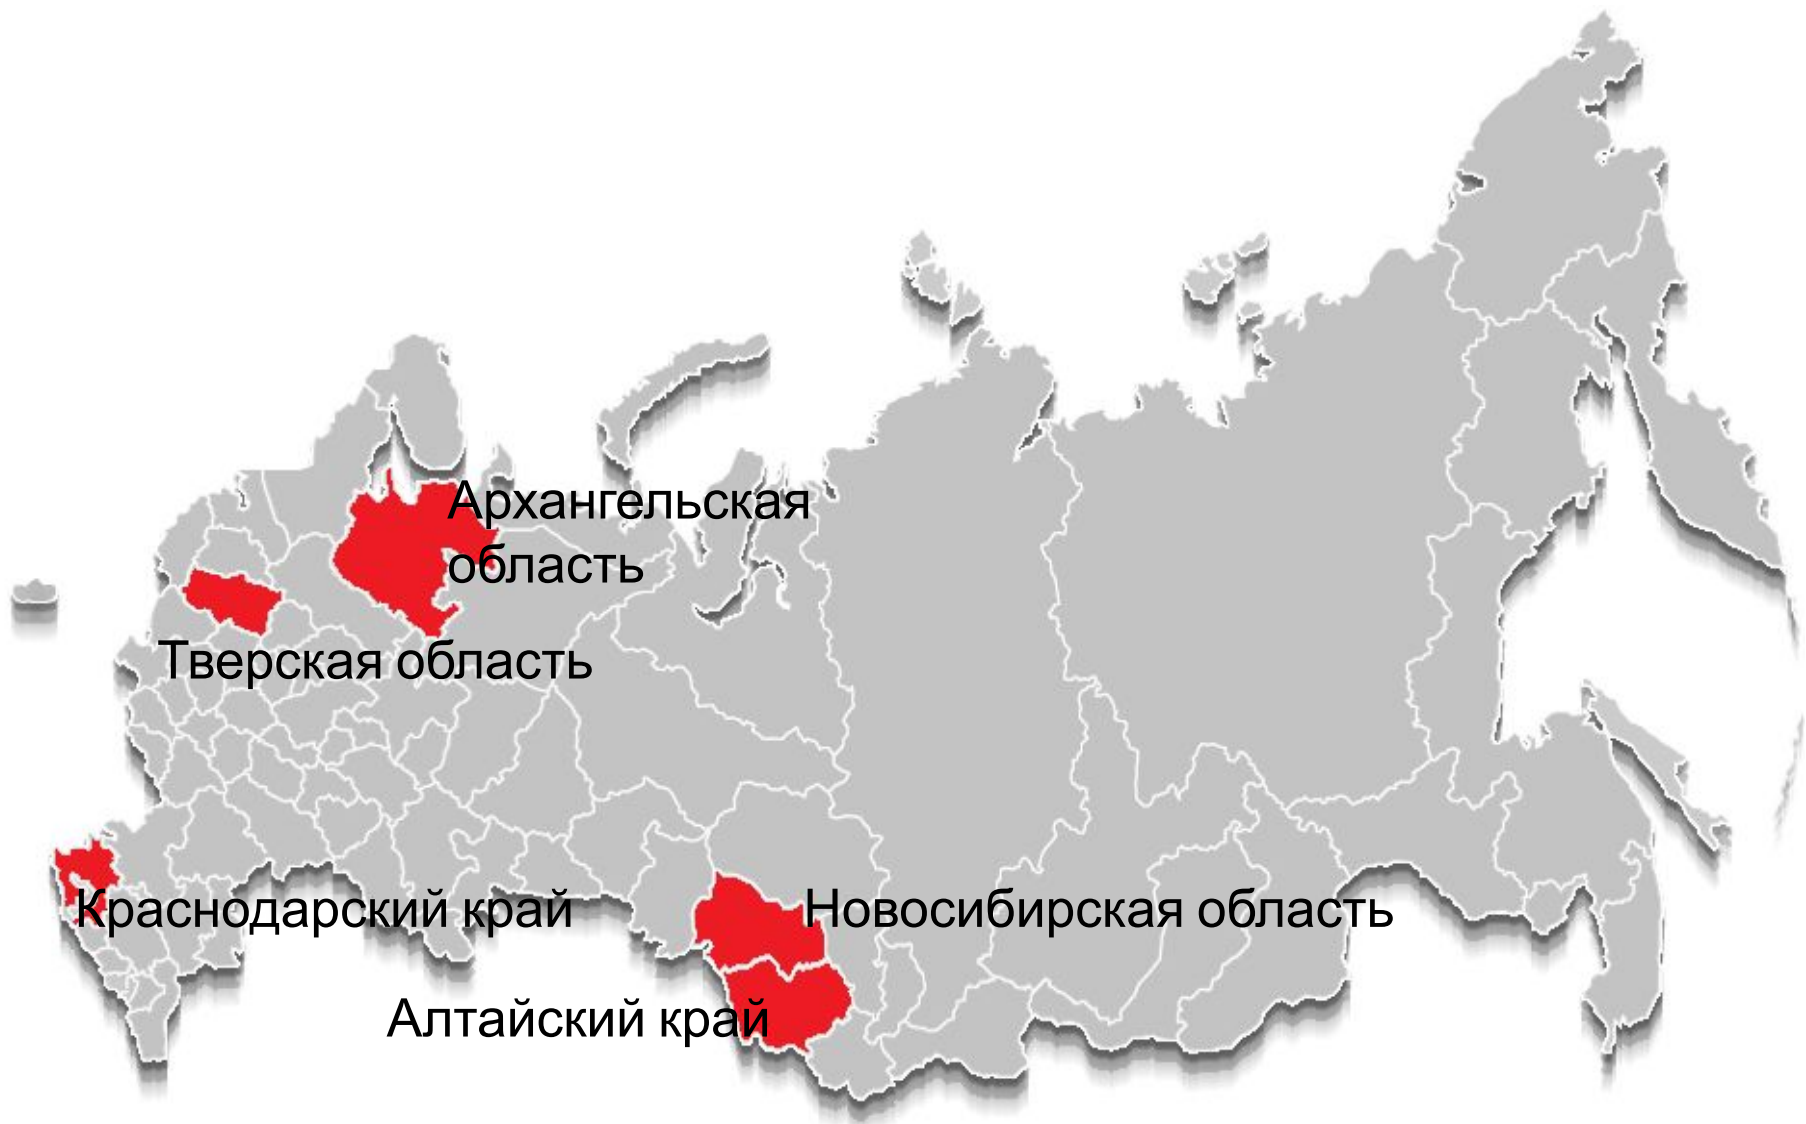 Архангельская
область
Тверская область
Краснодарский край
Новосибирская область
Алтайский край